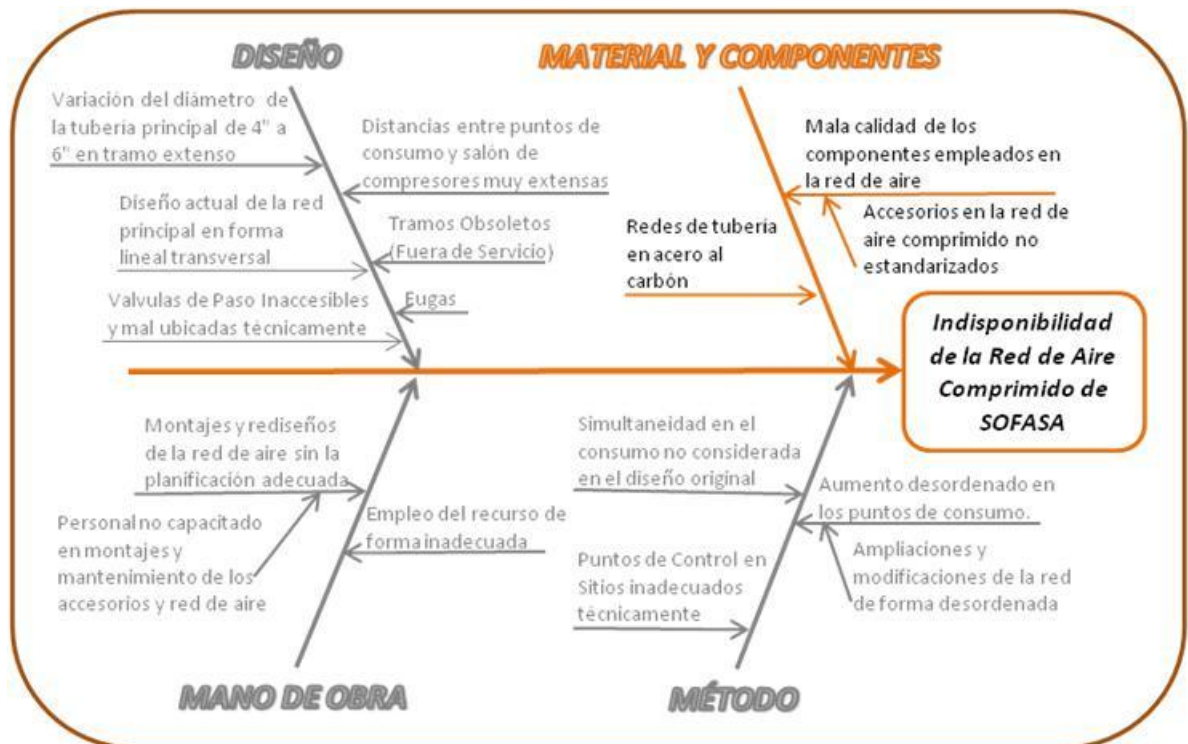 DISEÑO
MATERIAL Y COMPONENTES
Variación del diámetro de
la tubería principal de 4" a
6" en tramo extenso
Distancias entre puntos de
consumo y salón de
compresores muy extensas
Diseño actual de la red
principal en forma
lineal transversal
Tramos Obsoletos
(Fuera de Servicio)
Valvulas de Paso Inaccesibles
y mal ubicadas técnicamente
Fugas
Mala calidad de los
componentes empleados en
la red de aire
Accesorios en la red de
aire comprimido no
estandarizados
Redes de tubería
en acero al
carbón
Indisponibilidad
de la Red de Aire
Comprimido de
SOFASA
Montajes y rediseños
de la red de aire sin la
planificación adecuada
Personal no capacitado
en montajes y
mantenimiento de los
accesorios y red de aire
Empleo del recurso de
forma inadecuada
Simultaneidad en el
consumo no considerada
en el diseño original
Aumento desordenado en
los puntos de consumo.
Puntos de Control en
Sitios inadecuados
técnicamente
Ampliaciones y
modificaciones de la red
de forma desordenada
MANO DE OBRA
MÉTODO